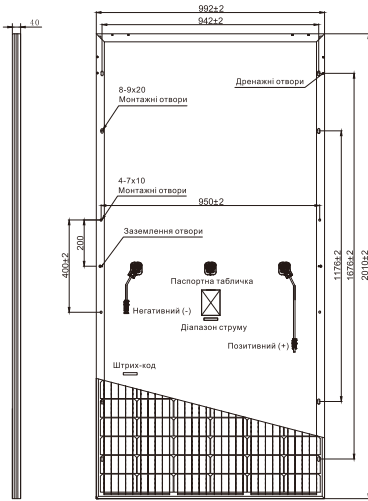 992±2
40
942±2
Дренажні отвори
8-9x20
Монтажні отвори
4-7x10
Монтажні отвори
950±2
Заземлення отвори
200
400±2
1176±2
1676±2
2010±2
Паспортна табличка
Негативний (-)
Діапазон струму
Позитивний (+)
Штрих-код